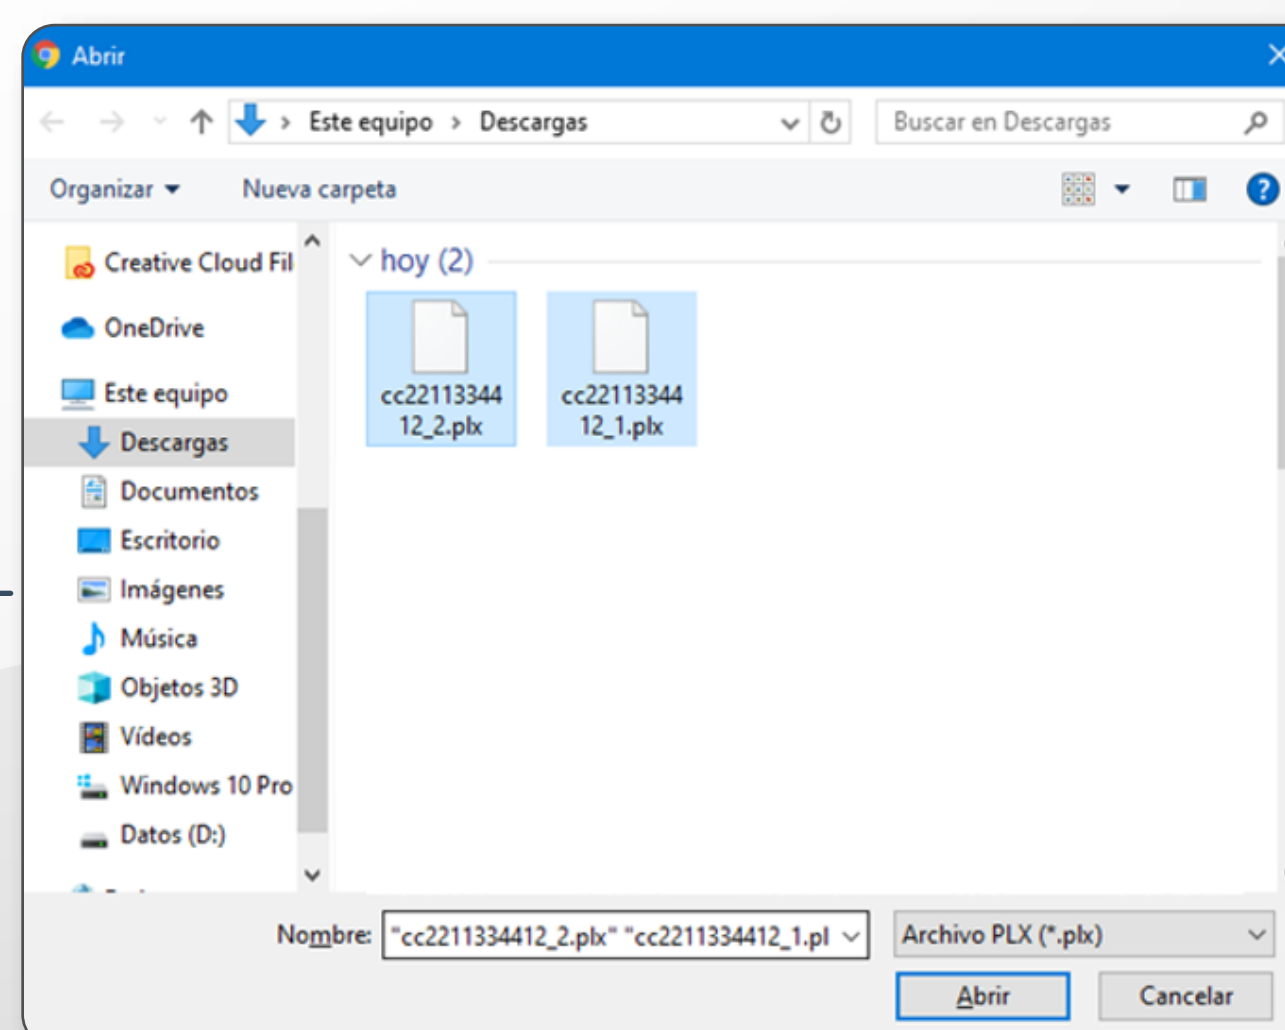 Abrir
Este equipo › Descargas
Buscar en Descargas
Organizar
Nueva carpeta
Creative Cloud Fil
OneDrive
Este equipo
Descargas
Documentos
Escritorio
Imágenes
Música
Objetos 3D
Vídeos
Windows 10 Pro
Datos (D:)
hoy (2)
cc22113344
12_2.plx
cc22113344
12_1.plx
Nombre: "cc2211334412_2.plx" "cc2211334412_1.pl
Archivo PLX (*.plx)
Abrir
Cancelar